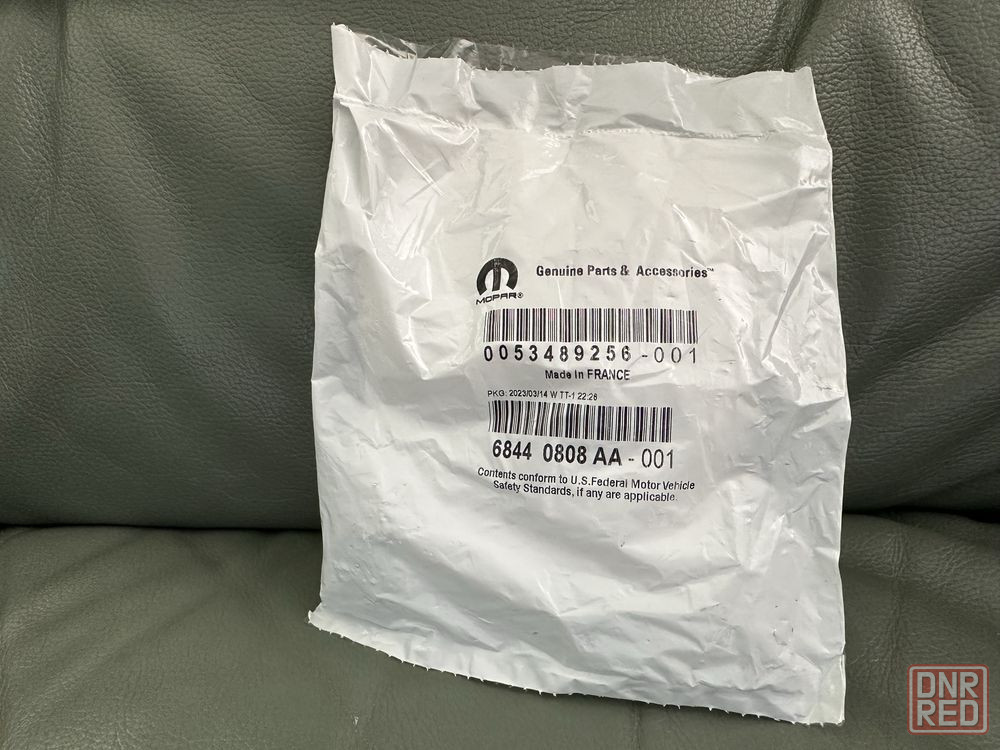 Genuine Parts & Accessories™
MOPAR®
0053489256-001
Made in FRANCE
PKG: 2023/03/14 W TT-1 22:26
6844 0808 AA - 001
Contents conform to U.S.Federal Motor Vehicle
Safety Standards, if any are applicable.
DNR
RED